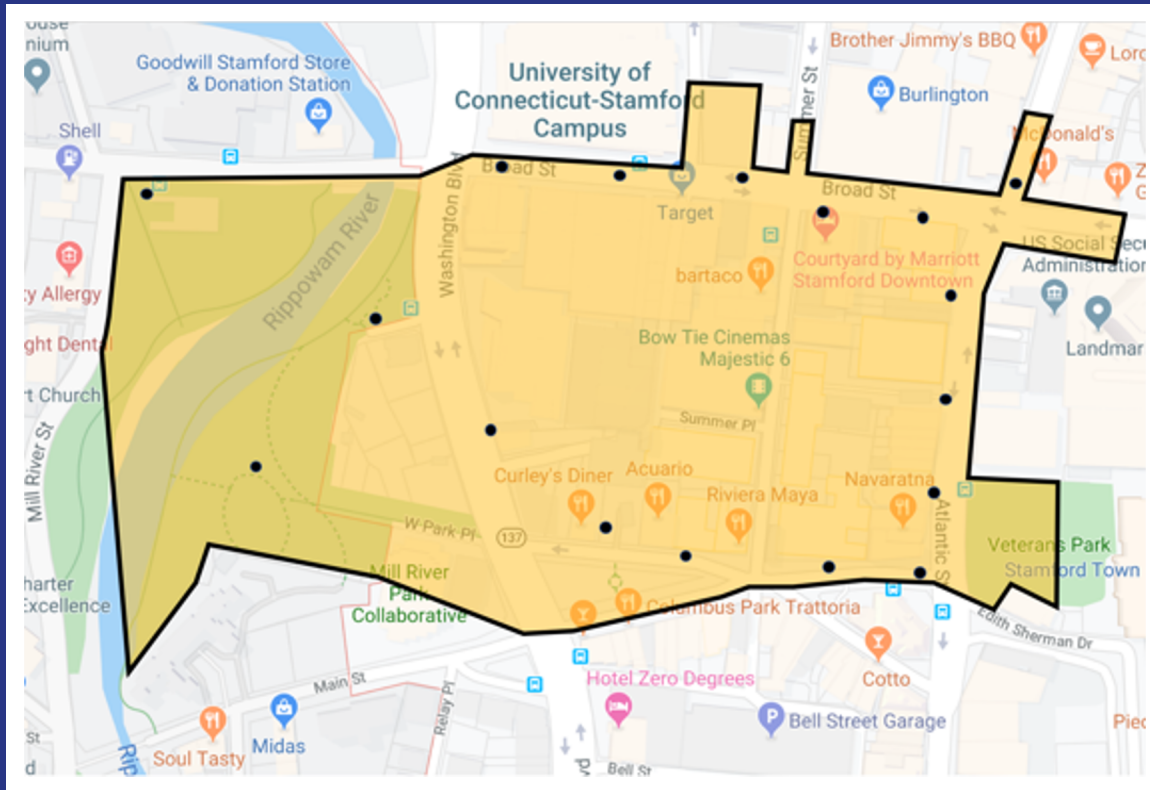 ouse
nium
Goodwill Stamford Store
& Donation Station
Shell
University of
Connecticut-Stamford
Campus
Summer St
Brother Jimmy's BBQ
Burlington
McDonald's
Broad St
Target
Broad St
Washington Blvd
Rippowam River
bartaco
Courtyard by Marriott
Stamford Downtown
US Social Secu
Administration
y Allergy
ght Dental
Bow Tie Cinemas
Majestic 6
Landmar
rt Church
Mill River St
Summer Pl
Curley's Diner
Acuario
Riviera Maya
Navaratna
W Park Pl
137
Atlantic St
Veterans Park
Stamford Town
harter
Excellence
Mill River
Park
Collaborative
Columbus Park Trattoria
Edith Sherman Dr
Main St
Relay Pl
Hotel Zero Degrees
Cotto
P
Bell Street Garage
Soul Tasty
Midas
Rip
Bell St
St
d